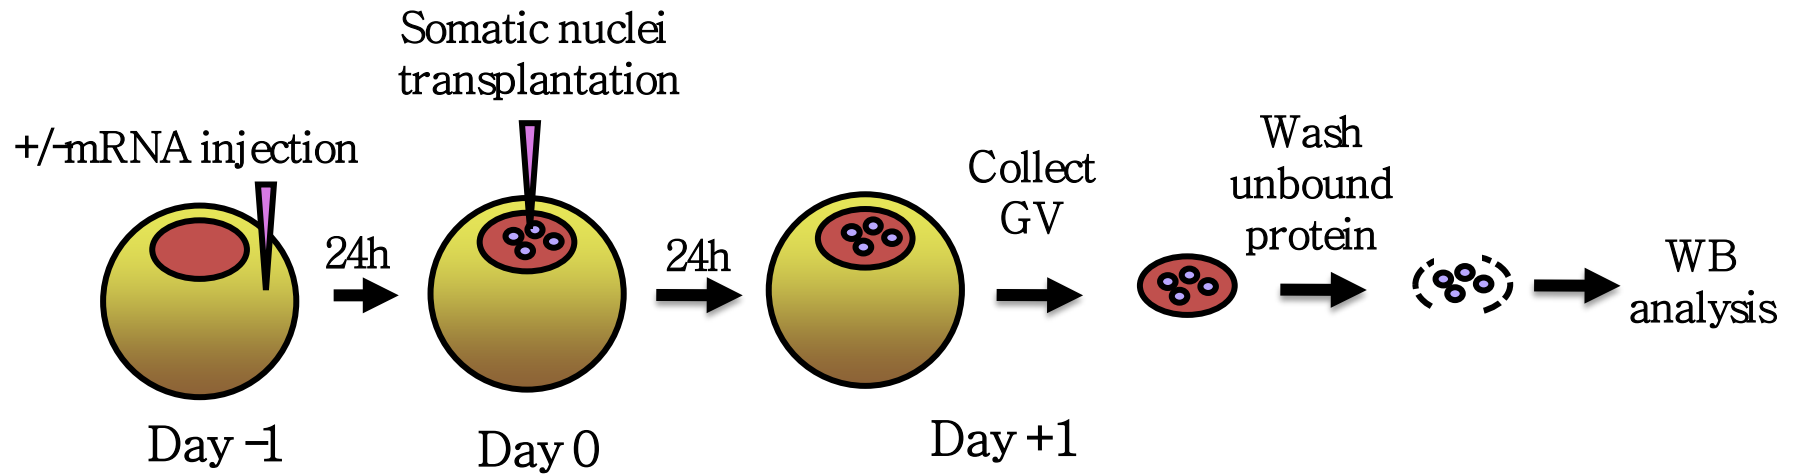 Somatic nuclei
transplantation
+/-mRNA injection
24h
24h
Collect
GV
Wash
unbound
protein
WB
analysis
Day -1
Day 0
Day +1